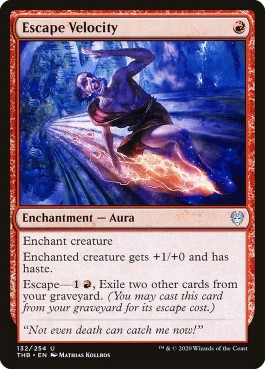 Escape Velocity
Enchantment — Aura
Enchant creature
Enchanted creature gets +1/+0 and has
haste.
Escape—1, Exile two other cards from
your graveyard. (You may cast this card
from your graveyard for its escape cost.)
"Not even death can catch me now!"
132/254 U
THB • EN MATHIAS KOLLROS
™ & © 2020 Wizards of the Coast